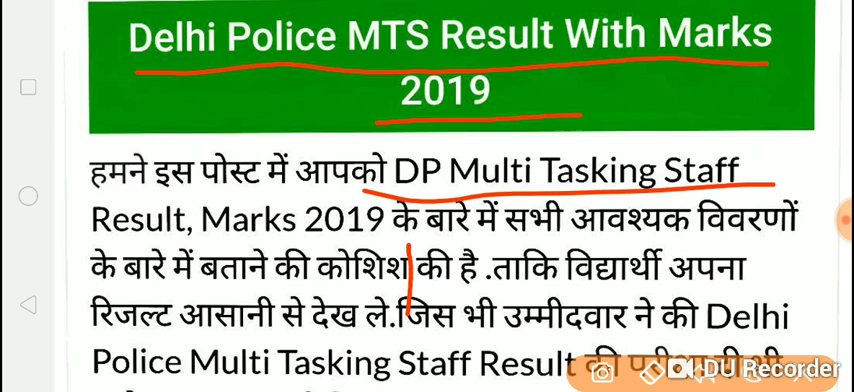 Delhi Police MTS Result With Marks
2019
हमने इस पोस्ट में आपको DP Multi Tasking Staff
Result, Marks 2019 के बारे में सभी आवश्यक विवरणों
के बारे में बताने की कोशिश की है .ताकि विद्यार्थी अपना
रिजल्ट आसानी से देख ले.जिस भी उम्मीदवार ने की Delhi
Police Multi Tasking Staff Result की
DU Recorder